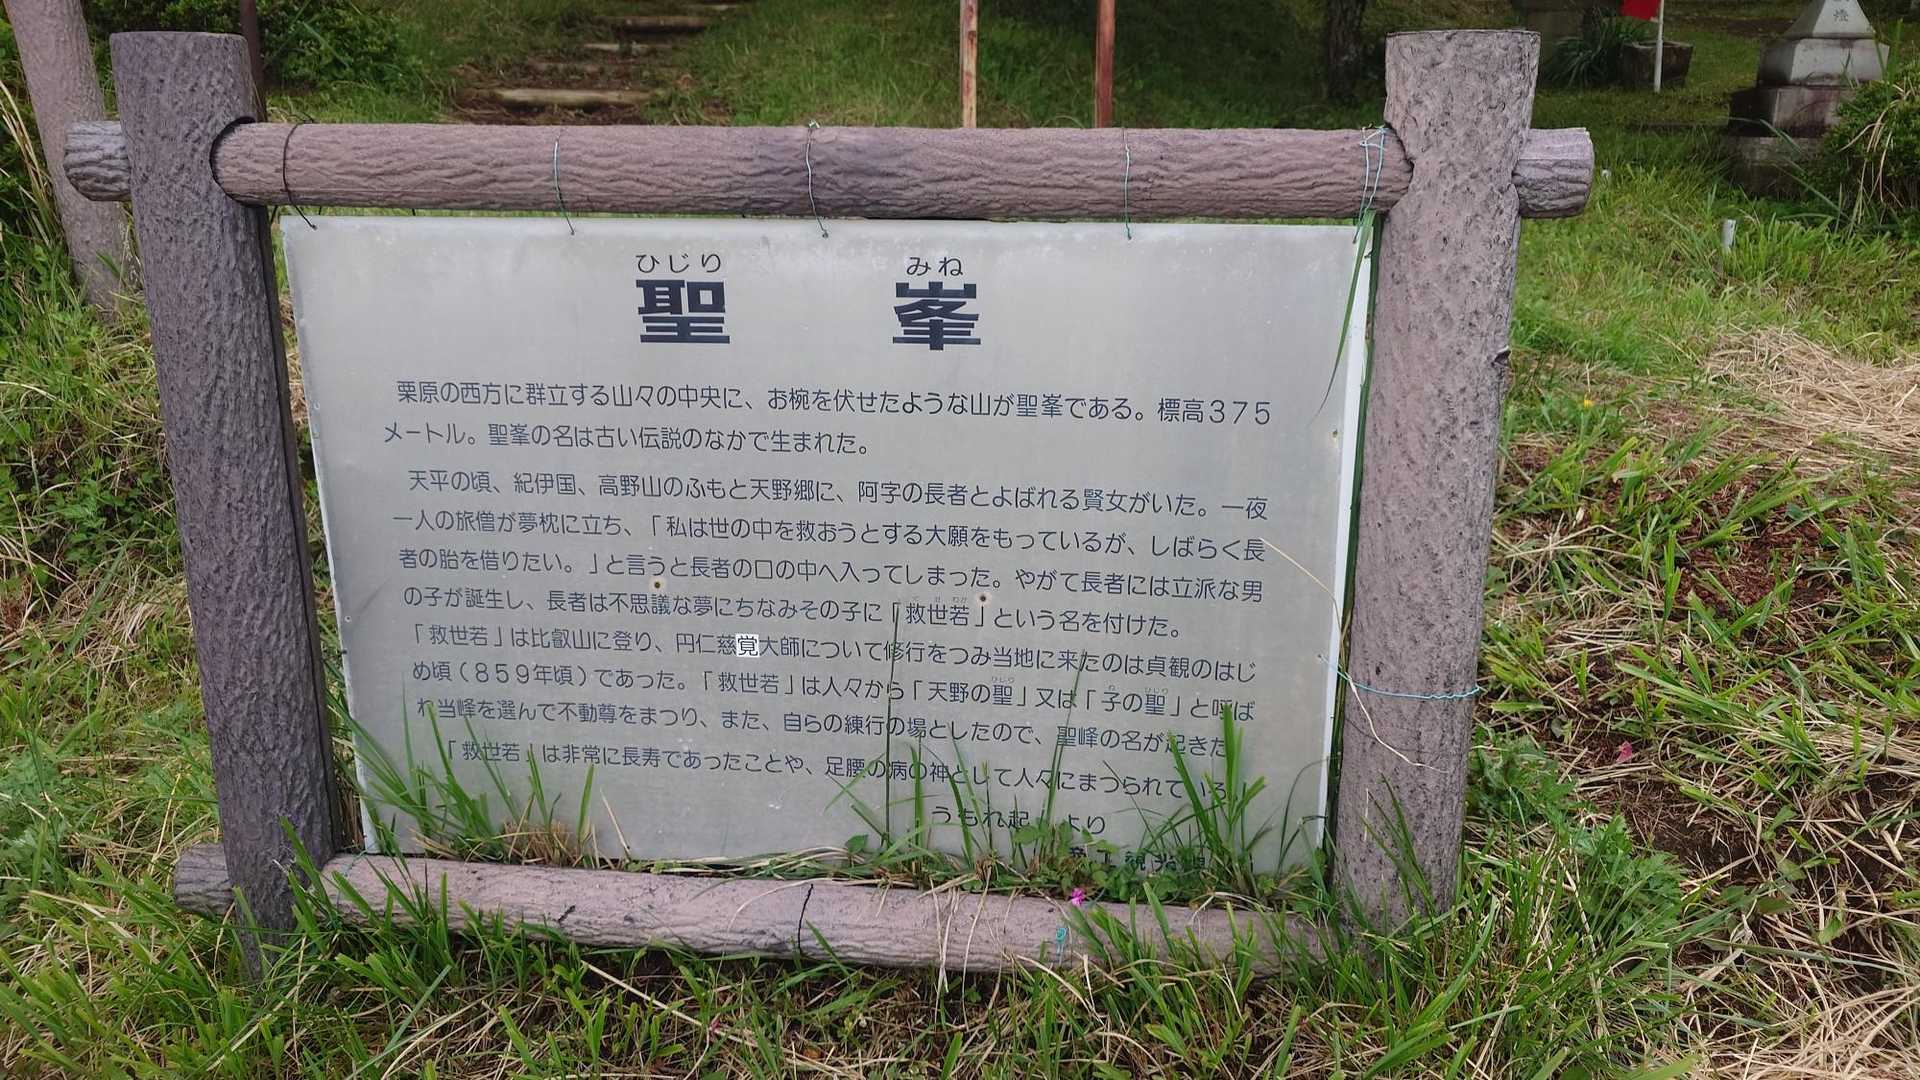 ひじり みね
聖 峯
栗原の西方に群立する山々の中央に、お椀を伏せたような山が聖峯である。標高375
メートル。聖峯の名は古い伝説のなかで生まれた。
天平の頃、紀伊国、高野山のふもと天野郷に、阿字の長者とよばれる賢女がいた。一夜
一人の旅僧が夢枕に立ち、「私は世の中を救おうとする大願をもっているが、しばらく長
者の胎を借りたい。」と言うと長者の口の中へ入ってしまった。やがて長者には立派な男
の子が誕生し、長者は不思議な夢にちなみその子に「救世若」という名を付けた。
「救世若」は比叡山に登り、円仁慈覚大師について修行をつみ当地に来たのは貞観のはじ
め頃(859年頃)であった。「救世若」は人々から「天野の聖」又は「子の聖」と呼ば
れ当峰を選んで不動尊をまつり、また、自らの練行の場としたので、聖峰の名が起きた
「救世若」は非常に長寿であったことや、足腰の病の神として人々にまつられている
うもれ起 より